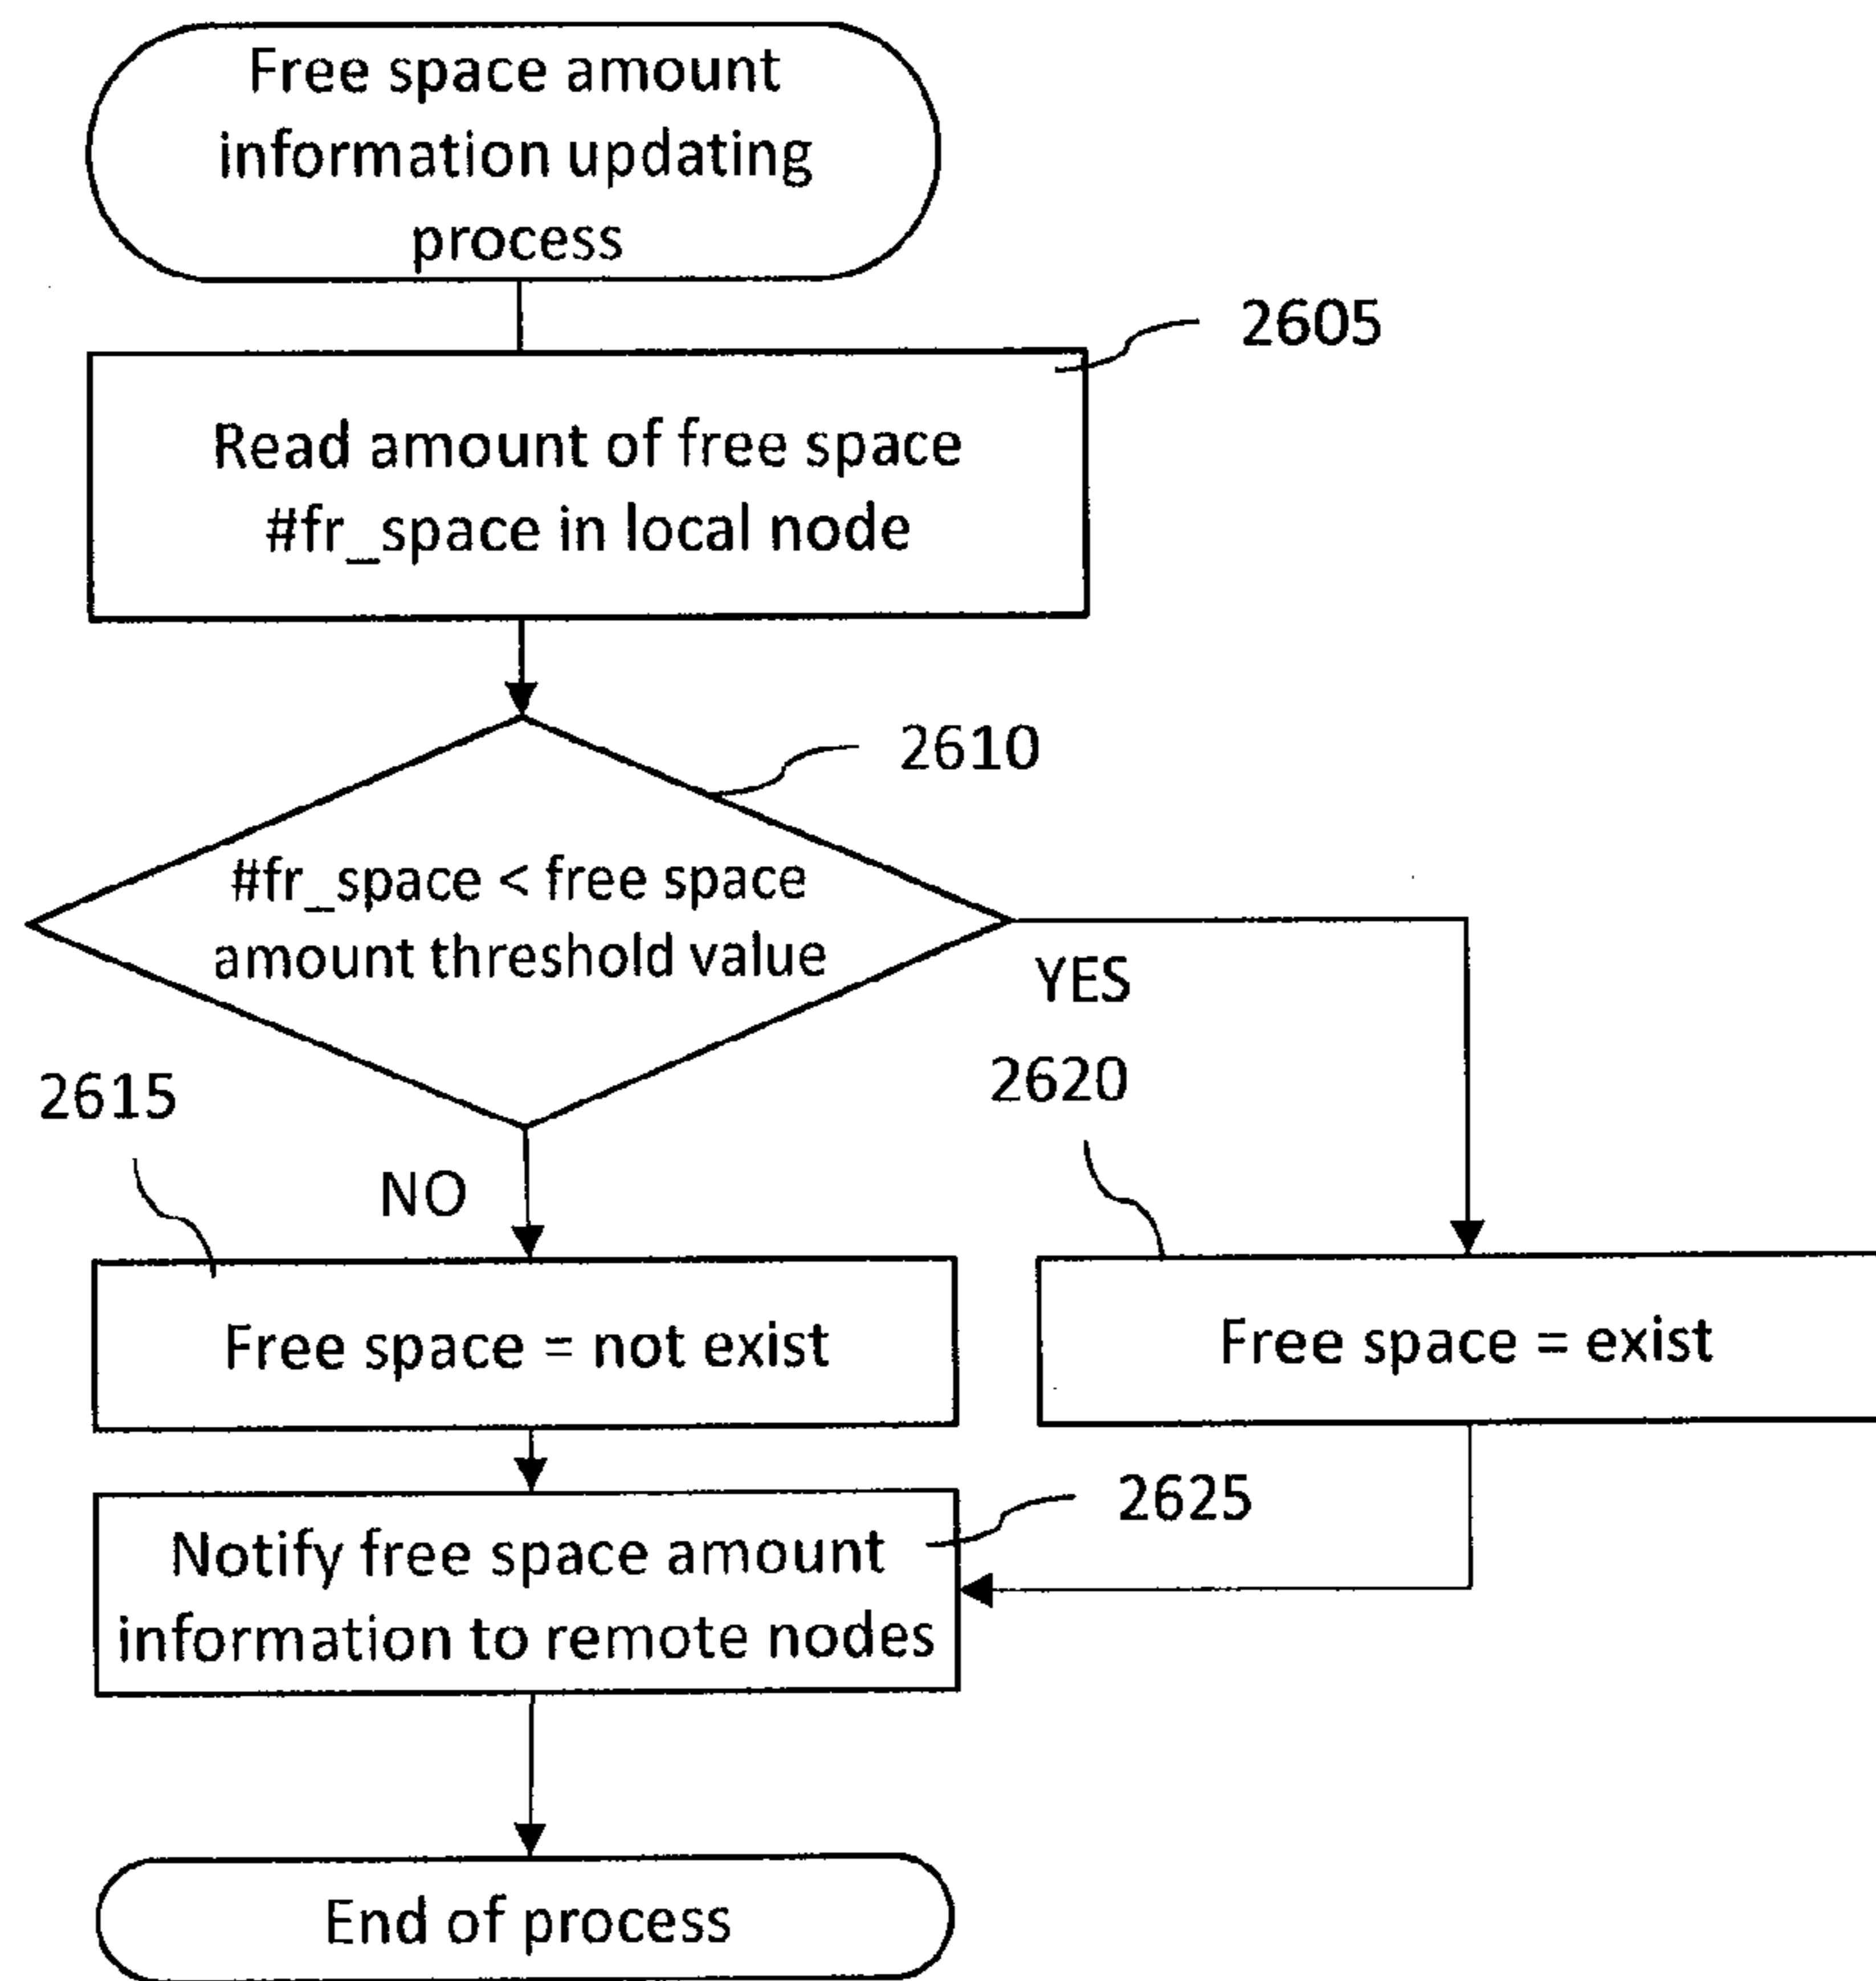 Free space amount
information updating
process
2605
Read amount of free space
#fr_space in local node
2610
#fr_space < free space
amount threshold value
YES
2620
2615
NO
Free space = not exist
Free space = exist
2625
Notify free space amount
information to remote nodes
End of process